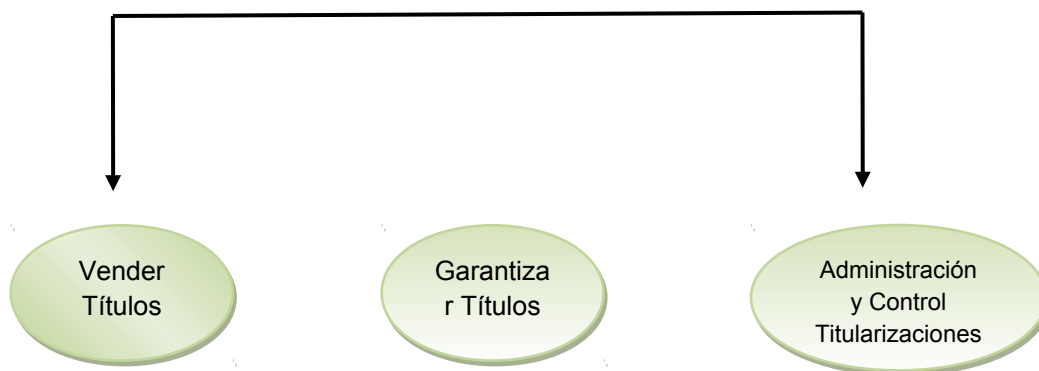 Vender
Títulos
Garantiza
r Títulos
Administración
y Control
Titularizaciones